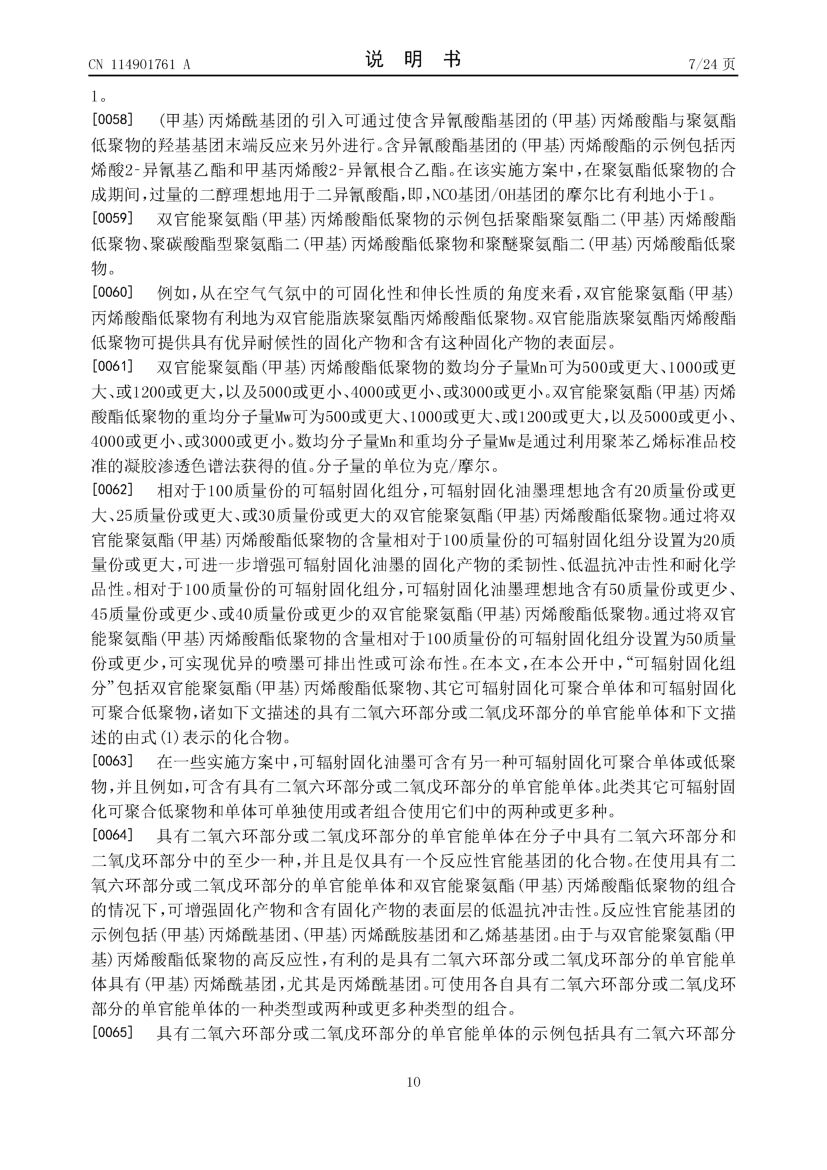 CN 114901761 A
说 明 书
7/24 页
1。
[0058] (甲基)丙烯酰基团的引入可通过使含异氰酸酯基团的(甲基)丙烯酸酯与聚氨酯
低聚物的羟基基团末端反应来另外进行。含异氰酸酯基团的(甲基)丙烯酸酯的示例包括丙
烯酸2-异氰基乙酯和甲基丙烯酸2-异氰根合乙酯。在该实施方案中,在聚氨酯低聚物的合
成期间,过量的二醇理想地用于二异氰酸酯,即,NCO基团/OH基团的摩尔比有利地小于1。
[0059] 双官能聚氨酯(甲基)丙烯酸酯低聚物的示例包括聚酯聚氨酯二(甲基)丙烯酸酯
低聚物、聚碳酸酯型聚氨酯二(甲基)丙烯酸酯低聚物和聚醚聚氨酯二(甲基)丙烯酸酯低聚
物。
[0060] 例如,从在空气气氛中的可固化性和伸长性质的角度来看,双官能聚氨酯(甲基)
丙烯酸酯低聚物有利地为双官能脂族聚氨酯丙烯酸酯低聚物。双官能脂族聚氨酯丙烯酸酯
低聚物可提供具有优异耐候性的固化产物和含有这种固化产物的表面层。
[0061] 双官能聚氨酯(甲基)丙烯酸酯低聚物的数均分子量Mn可为500或更大、1000或更
大、或1200或更大,以及5000或更小、4000或更小、或3000或更小。双官能聚氨酯(甲基)丙烯
酸酯低聚物的重均分子量Mw可为500或更大、1000或更大、或1200或更大,以及5000或更小、
4000或更小、或3000或更小。数均分子量Mn和重均分子量Mw是通过利用聚苯乙烯标准品校
准的凝胶渗透色谱法获得的值。分子量的单位为克/摩尔。
[0062] 相对于100质量份的可辐射固化组分,可辐射固化油墨理想地含有20质量份或更
大、25质量份或更大、或30质量份或更大的双官能聚氨酯(甲基)丙烯酸酯低聚物。通过将双
官能聚氨酯(甲基)丙烯酸酯低聚物的含量相对于100质量份的可辐射固化组分设置为20质
量份或更大,可进一步增强可辐射固化油墨的固化产物的柔韧性、低温抗冲击性和耐化学
品性。相对于100质量份的可辐射固化组分,可辐射固化油墨理想地含有50质量份或更少、
45质量份或更少、或40质量份或更少的双官能聚氨酯(甲基)丙烯酸酯低聚物。通过将双官
能聚氨酯(甲基)丙烯酸酯低聚物的含量相对于100质量份的可辐射固化组分设置为50质量
份或更少,可实现优异的喷墨可排出性或可涂布性。在本文,在本公开中,“可辐射固化组
分”包括双官能聚氨酯(甲基)丙烯酸酯低聚物、其它可辐射固化可聚合单体和可辐射固化
可聚合低聚物,诸如下文描述的具有二氧六环部分或二氧戊环部分的单官能单体和下文描
述的由式(1)表示的化合物。
[0063] 在一些实施方案中,可辐射固化油墨可含有另一种可辐射固化可聚合单体或低聚
物,并且例如,可含有具有二氧六环部分或二氧戊环部分的单官能单体。此类其它可辐射固
化可聚合低聚物和单体可单独使用或者组合使用它们中的两种或更多种。
[0064] 具有二氧六环部分或二氧戊环部分的单官能单体在分子中具有二氧六环部分和
二氧戊环部分中的至少一种,并且是仅具有一个反应性官能基团的化合物。在使用具有二
氧六环部分或二氧戊环部分的单官能单体和双官能聚氨酯(甲基)丙烯酸酯低聚物的组合
的情况下,可增强固化产物和含有固化产物的表面层的低温抗冲击性。反应性官能基团的
示例包括(甲基)丙烯酰基团、(甲基)丙烯酰胺基团和乙烯基基团。由于与双官能聚氨酯(甲
基)丙烯酸酯低聚物的高反应性,有利的是具有二氧六环部分或二氧戊环部分的单官能单
体具有(甲基)丙烯酰基团,尤其是丙烯酰基团。可使用各自具有二氧六环部分或二氧戊环
部分的单官能单体的一种类型或两种或更多种类型的组合。
[0065] 具有二氧六环部分或二氧戊环部分的单官能单体的示例包括具有二氧六环部分
10